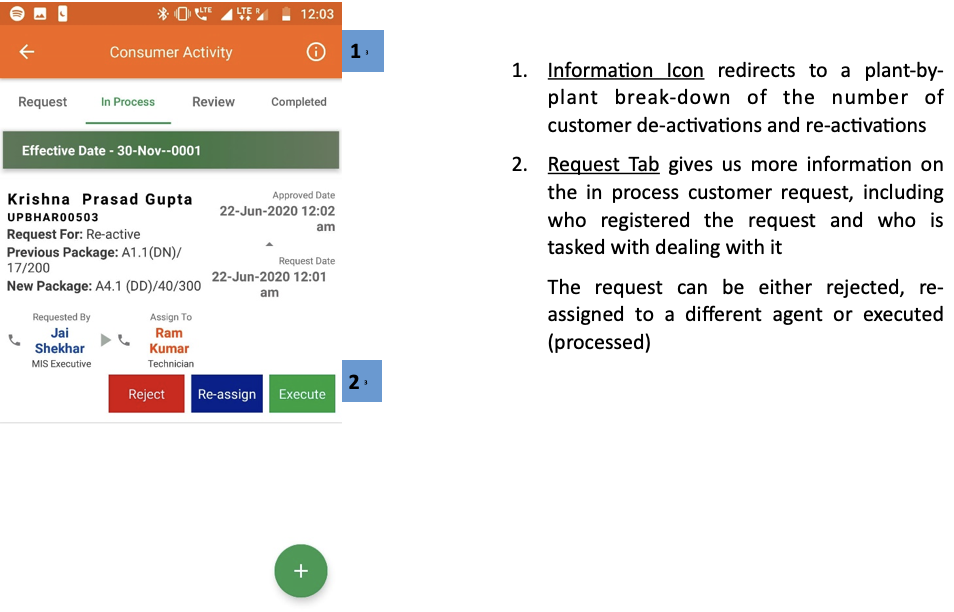 LTE LTE R 12:03
Consumer Activity
1
Request In Process Review Completed
Effective Date - 30-Nov--0001
Krishna Prasad Gupta
UPBHAR00503
Request For: Re-active
Previous Package: A1.1(DN)/
17/200
New Package: A4.1 (DD)/40/300
Approved Date
22-Jun-2020 12:02
am
Request Date
22-Jun-2020 12:01
am
Requested By
Jai
Shekhar
MIS Executive
Assign To
Ram
Kumar
Technician
Reject Re-assign Execute
2
1. Information Icon redirects to a plant-by-
plant break-down of the number of
customer de-activations and re-activations
2. Request Tab gives us more information on
the in process customer request, including
who registered the request and who is
tasked with dealing with it
The request can be either rejected, re-
assigned to a different agent or executed
(processed)